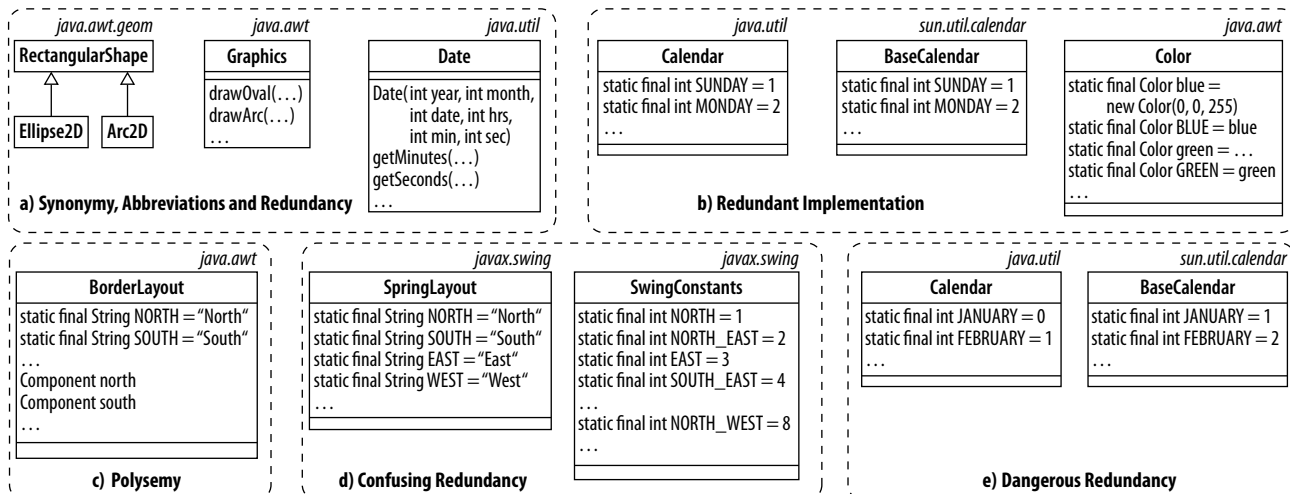 java.awt.geom
RectangularShape
Ellipse2D
Arc2D
java.awt
Graphics
drawOval(…)
drawArc(…)
…
java.util
Date
Date( int year, int month,
int date, int hrs,
int min, int sec)
getMinutes(…)
getSeconds(…)
…
a) Synonymy, Abbreviations and Redundancy
java.util
Calendar
static final int SUNDAY = 1
static final int MONDAY = 2
…
sun.util.calendar
BaseCalendar
static final int SUNDAY = 1
static final int MONDAY = 2
…
java.awt
Color
static final Color blue =
new Color(0, 0, 255)
static final Color BLUE = blue
static final Color green = …
static final Color GREEN = green
…
b) Redundant Implementation
java.awt
BorderLayout
static final String NORTH = “North“
static final String SOUTH = “South“
…
Component north
Component south
…
c) Polysemy
javax.swing
SpringLayout
static final String NORTH = “North“
static final String SOUTH = “South“
static final String EAST = “East“
static final String WEST = “West“
…
javax.swing
SwingConstants
static final int NORTH = 1
static final int NORTH_EAST = 2
static final int EAST = 3
static final int SOUTH_EAST = 4
…
static final int NORTH_WEST = 8
…
d) Confusing Redundancy
java.util
Calendar
static final int JANUARY = 0
static final int FEBRUARY = 1
…
sun.util.calendar
BaseCalendar
static final int JANUARY = 1
static final int FEBRUARY = 2
…
e) Dangerous Redundancy